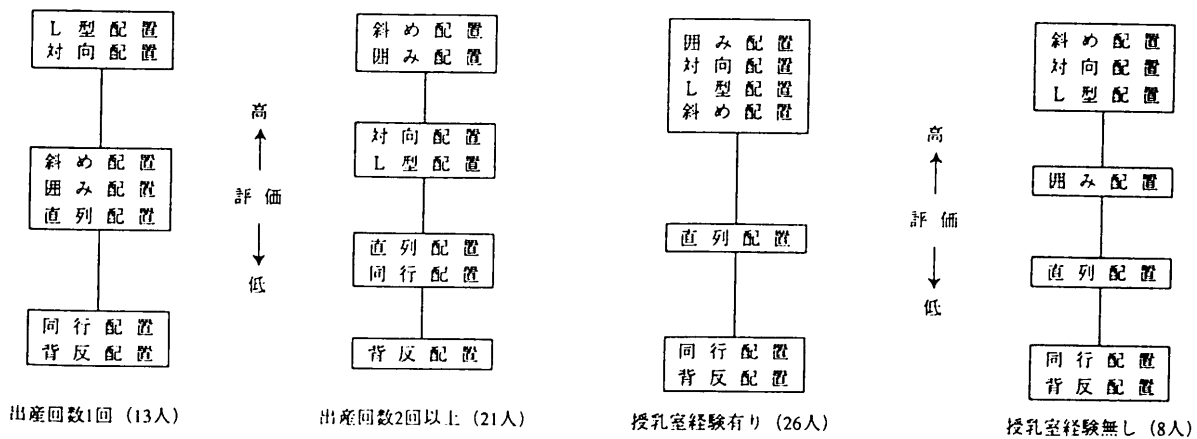 L型配置
対向配置
斜め配置
囲み配置
直列配置
同行配置
背反配置
出産回数1回（13人）
高
評価
低
斜め配置
囲み配置
対向配置
L型配置
直列配置
同行配置
背反配置
出産回数2回以上（21人）
囲み配置
対向配置
L型配置
斜め配置
直列配置
同行配置
背反配置
授乳室経験有り（26人）
高
評価
低
斜め配置
対向配置
L型配置
囲み配置
直列配置
同行配置
背反配置
授乳室経験無し（8人）